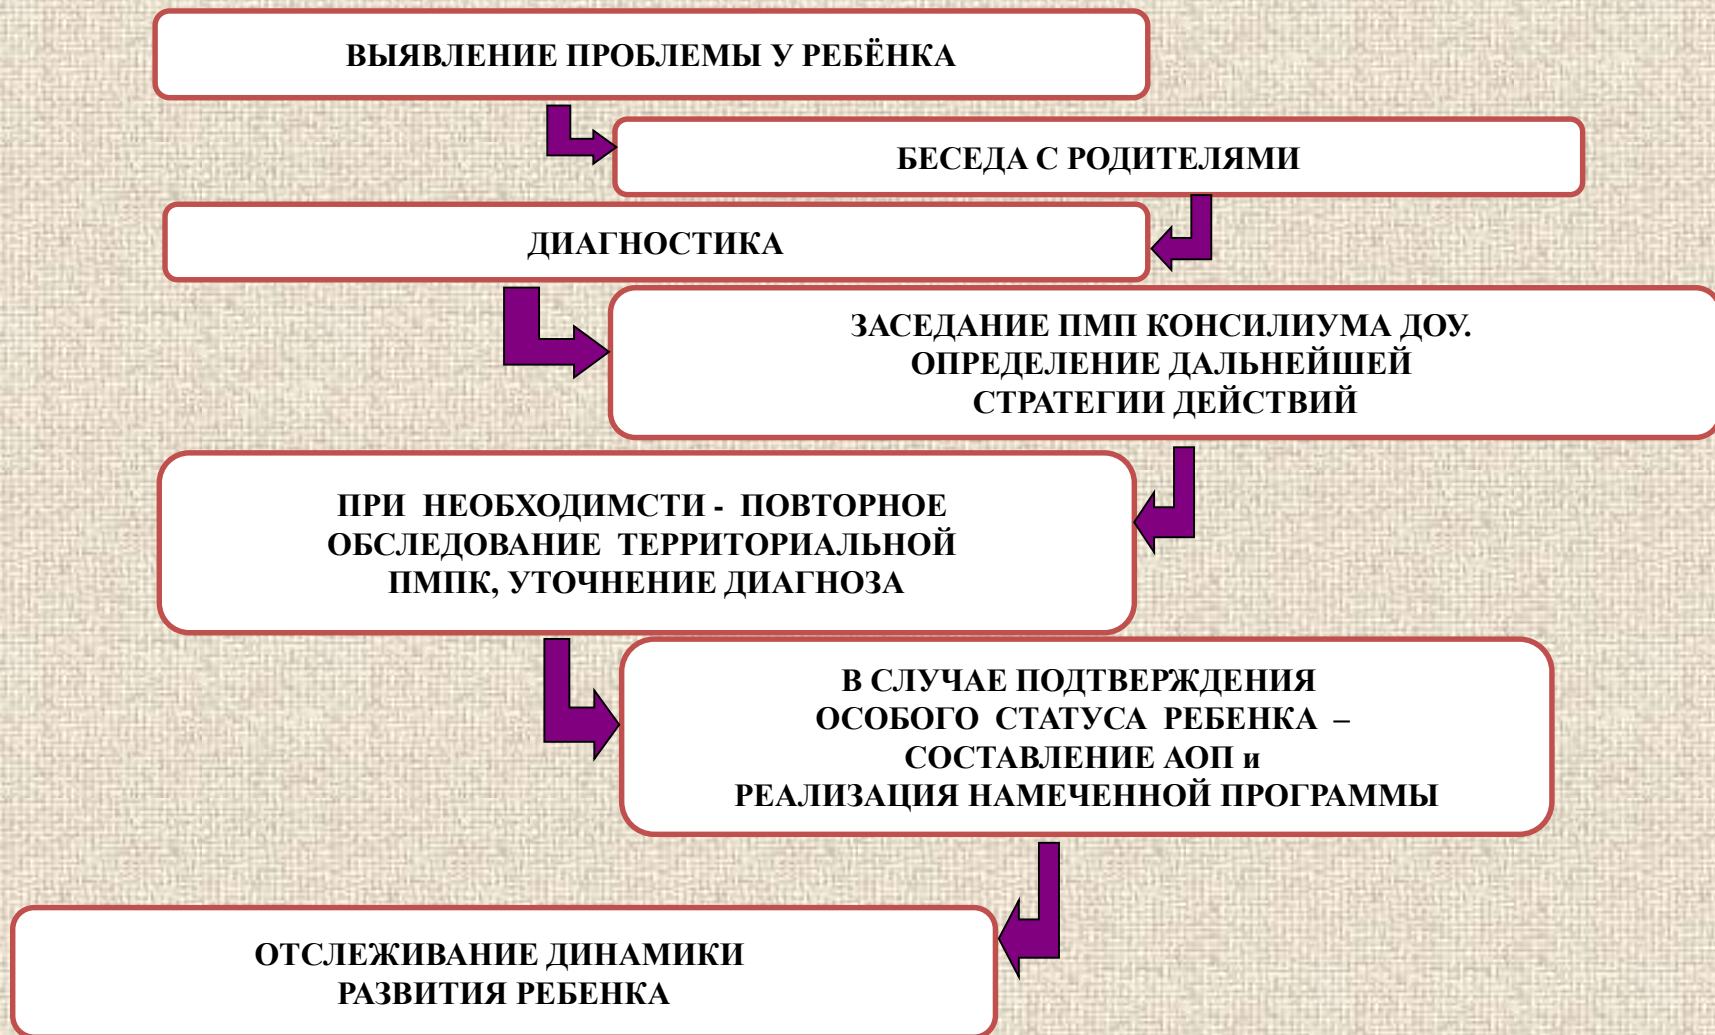 ВЫЯВЛЕНИЕ ПРОБЛЕМЫ У РЕБЁНКА
БЕСЕДА С РОДИТЕЛЯМИ
ДИАГНОСТИКА
ЗАСЕДАНИЕ ПМП КОНСИЛИУМА ДОУ.
ОПРЕДЕЛЕНИЕ ДАЛЬНЕЙШЕЙ
СТРАТЕГИИ ДЕЙСТВИЙ
ПРИ НЕОБХОДИМСТИ - ПОВТОРНОЕ
ОБСЛЕДОВАНИЕ ТЕРРИТОРИАЛЬНОЙ
ПМПК, УТОЧНЕНИЕ ДИАГНОЗА
В СЛУЧАЕ ПОДТВЕРЖДЕНИЯ
ОСОБОГО СТАТУСА РЕБЕНКА –
СОСТАВЛЕНИЕ АОП и
РЕАЛИЗАЦИЯ НАМЕЧЕННОЙ ПРОГРАММЫ
ОТСЛЕЖИВАНИЕ ДИНАМИКИ
РАЗВИТИЯ РЕБЕНКА